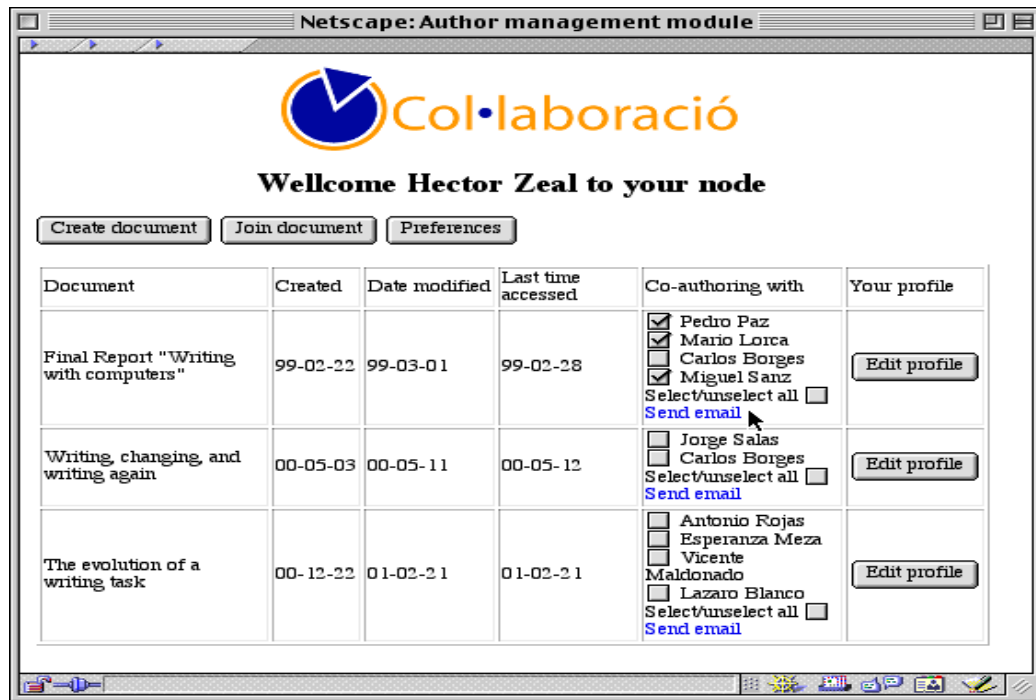 Netscape: Author management module
Col·laboració
Wellcome Hector Zeal to your node
Create document Join document Preferences
Document Created Date modified Last time accessed Co-authoring with Your profile
Final Report "Writing with computers" 99-02-22 99-03-01 99-02-28
Pedro Paz
Mario Lorca
Carlos Borges
Miguel Sanz
Select/unselect all
Send email
Edit profile
Writing, changing, and writing again 00-05-03 00-05-11 00-05-12
Jorge Salas
Carlos Borges
Select/unselect all
Send email
Edit profile
The evolution of a writing task 00-12-22 01-02-21 01-02-21
Antonio Rojas
Esperanza Meza
Vicente
Maldonado
Lazaro Blanco
Select/unselect all
Send email
Edit profile